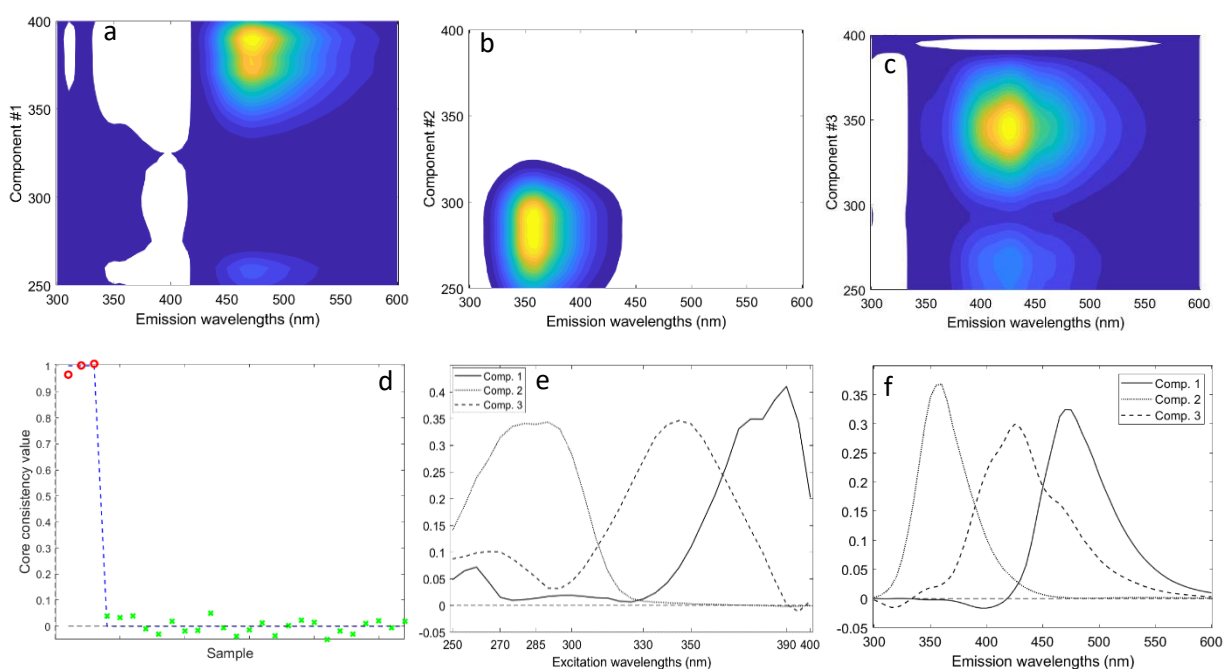 a
400
350
300
250
Component #1
300 350 400 450 500 550 600
Emission wavelengths (nm)
b
400
350
300
250
Component #2
300 350 400 450 500 550 600
Emission wavelengths (nm)
c
400
350
300
250
Component #3
300 350 400 450 500 550 600
Emission wavelengths (nm)
d
1
0.9
0.8
0.7
0.6
0.5
0.4
0.3
0.2
0.1
0
Core consistency value
Sample
e
Comp. 1
Comp. 2
Comp. 3
0.4
0.35
0.3
0.25
0.2
0.15
0.1
0.05
0
-0.05
250 270 285 300 330 350 370 390 400
Excitation wavelengths (nm)
f
Comp. 1
Comp. 2
Comp. 3
0.35
0.3
0.25
0.2
0.15
0.1
0.05
0
-0.05
300 350 400 450 500 550 600
Emission wavelengths (nm)